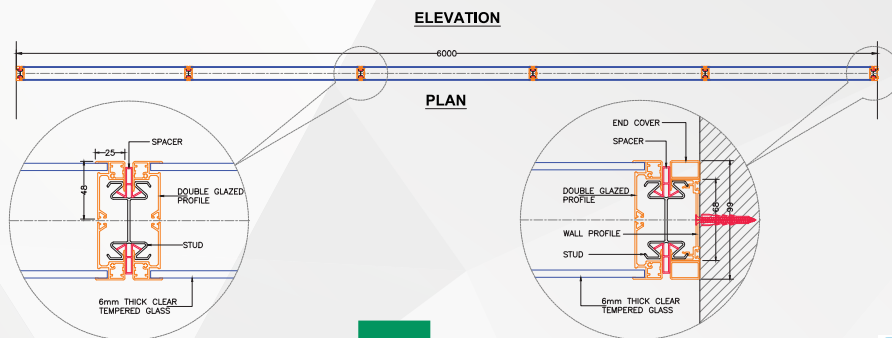 ELEVATION
6000
PLAN
25
48
SPACER
DOUBLE GLAZED
PROFILE
STUD
6mm THICK CLEAR
TEMPERED GLASS
END COVER
SPACER
DOUBLE GLAZED
PROFILE
WALL PROFILE
STUD
6mm THICK CLEAR
TEMPERED GLASS
68
99